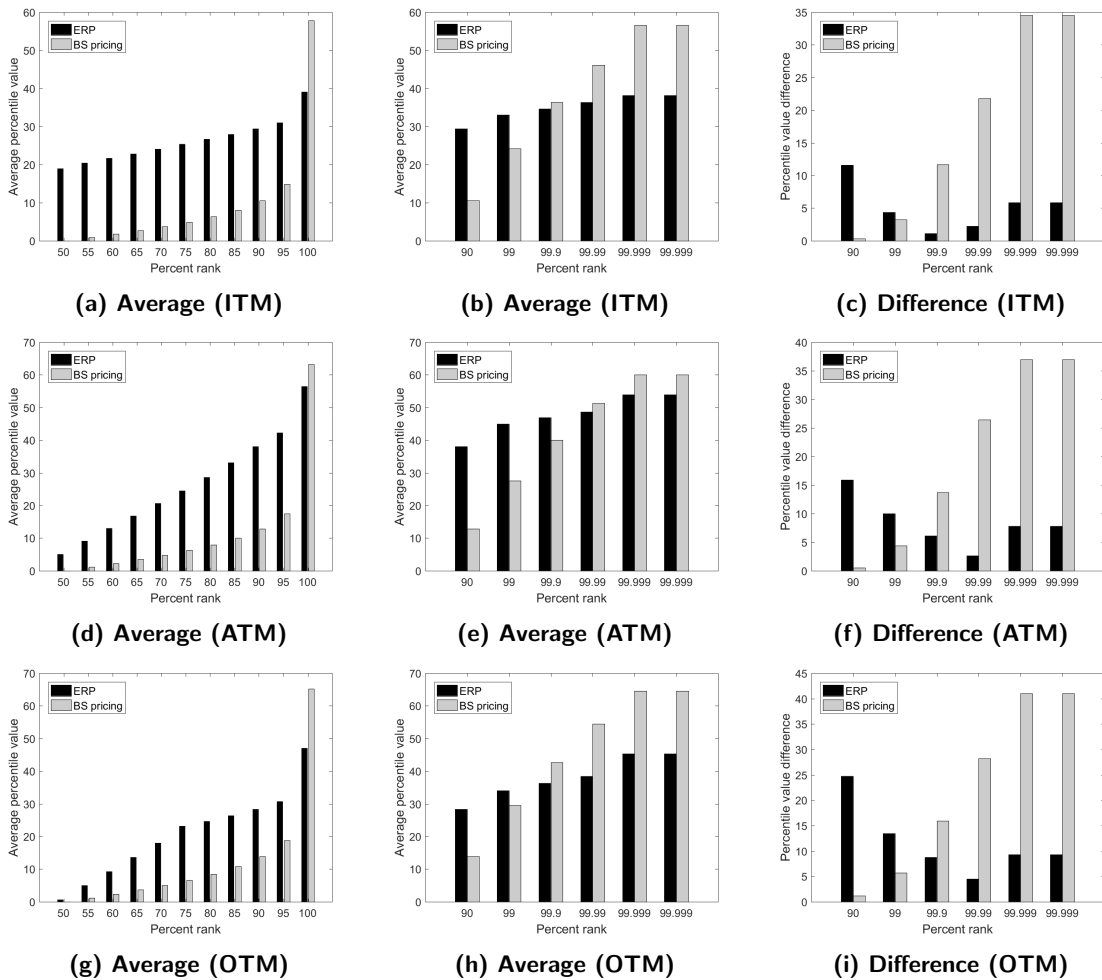 60
50
40
30
20
10
0
Average percentile value
ERP
BS pricing
50 55 60 65 70 75 80 85 90 95 100
Percent rank
(a) Average (ITM)
60
50
40
30
20
10
0
Average percentile value
ERP
BS pricing
90 99 99.9 99.99 99.999 99.999
Percent rank
(b) Average (ITM)
35
30
25
20
15
10
5
0
Percentile value difference
ERP
BS pricing
90 99 99.9 99.99 99.999 99.999
Percent rank
(c) Difference (ITM)
70
60
50
40
30
20
10
0
Average percentile value
ERP
BS pricing
50 55 60 65 70 75 80 85 90 95 100
Percent rank
(d) Average (ATM)
70
60
50
40
30
20
10
0
Average percentile value
ERP
BS pricing
90 99 99.9 99.99 99.999 99.999
Percent rank
(e) Average (ATM)
40
35
30
25
20
15
10
5
0
Percentile value difference
ERP
BS pricing
90 99 99.9 99.99 99.999 99.999
Percent rank
(f) Difference (ATM)
70
60
50
40
30
20
10
0
Average percentile value
ERP
BS pricing
50 55 60 65 70 75 80 85 90 95 100
Percent rank
(g) Average (OTM)
70
60
50
40
30
20
10
0
Average percentile value
ERP
BS pricing
90 99 99.9 99.99 99.999 99.999
Percent rank
(h) Average (OTM)
45
40
35
30
25
20
15
10
5
0
Percentile value difference
ERP
BS pricing
90 99 99.9 99.99 99.999 99.999
Percent rank
(i) Difference (OTM)